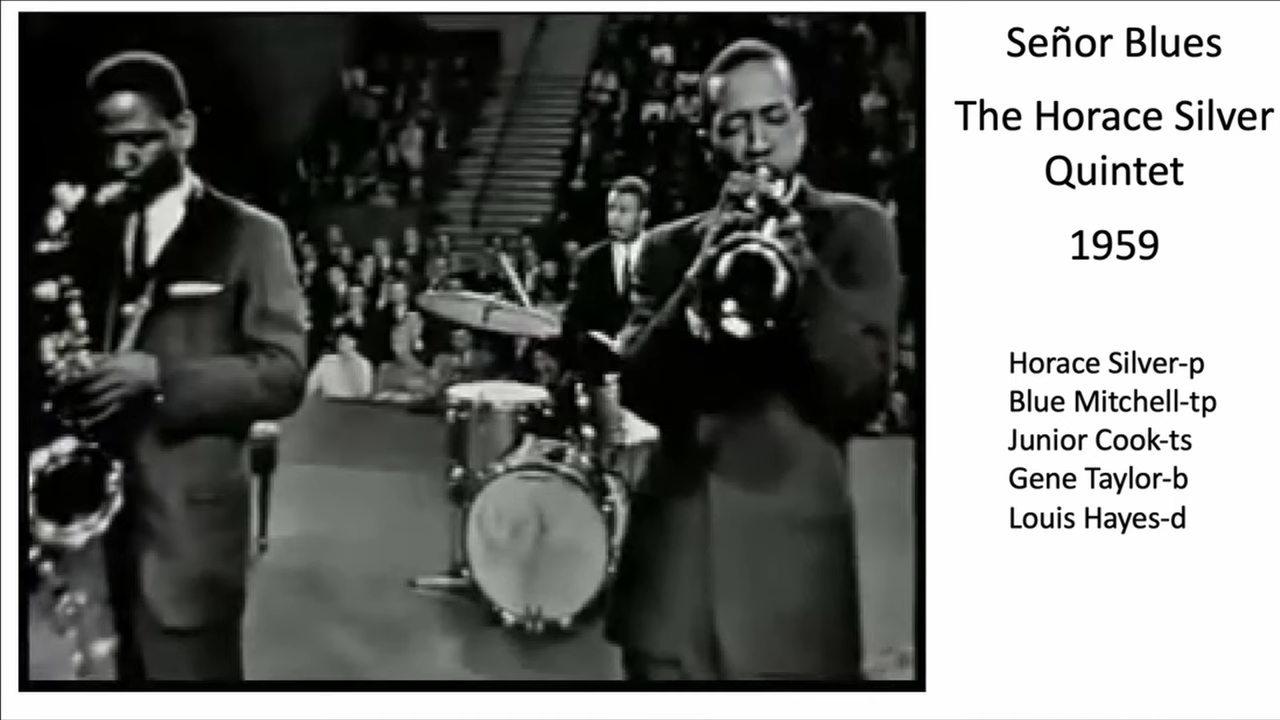 Señor Blues
The Horace Silver
Quintet
1959
Horace Silver-p
Blue Mitchell-tp
Junior Cook-ts
Gene Taylor-b
Louis Hayes-d